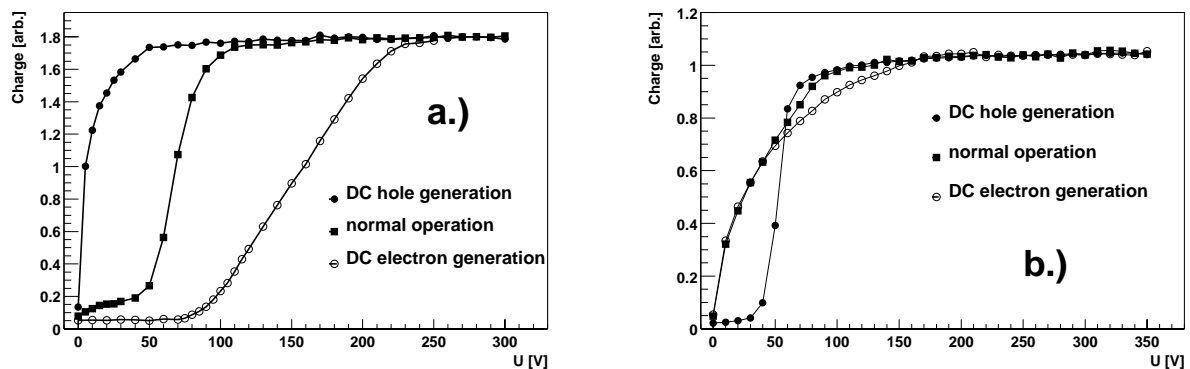 Charge [arb.]
1.8
1.6
1.4
1.2
1
0.8
0.6
0.4
0.2
0
0 50 100 150 200 250 300
U [V]
a.)
DC hole generation
normal operation
DC electron generation
Charge [arb.]
1.2
1
0.8
0.6
0.4
0.2
0
0 50 100 150 200 250 300 350
U [V]
DC hole generation
normal operation
DC electron generation
b.)